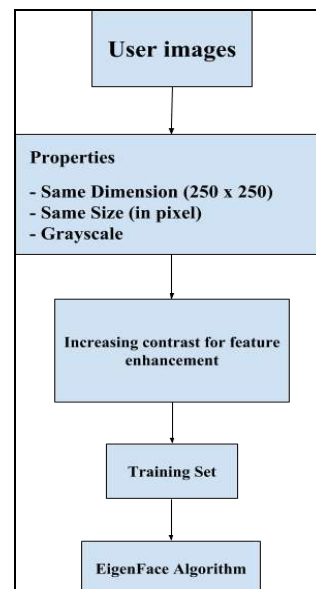 User images
Properties
- Same Dimension (250 x 250)
- Same Size (in pixel)
- Grayscale
Increasing contrast for feature
enhancement
Training Set
EigenFace Algorithm